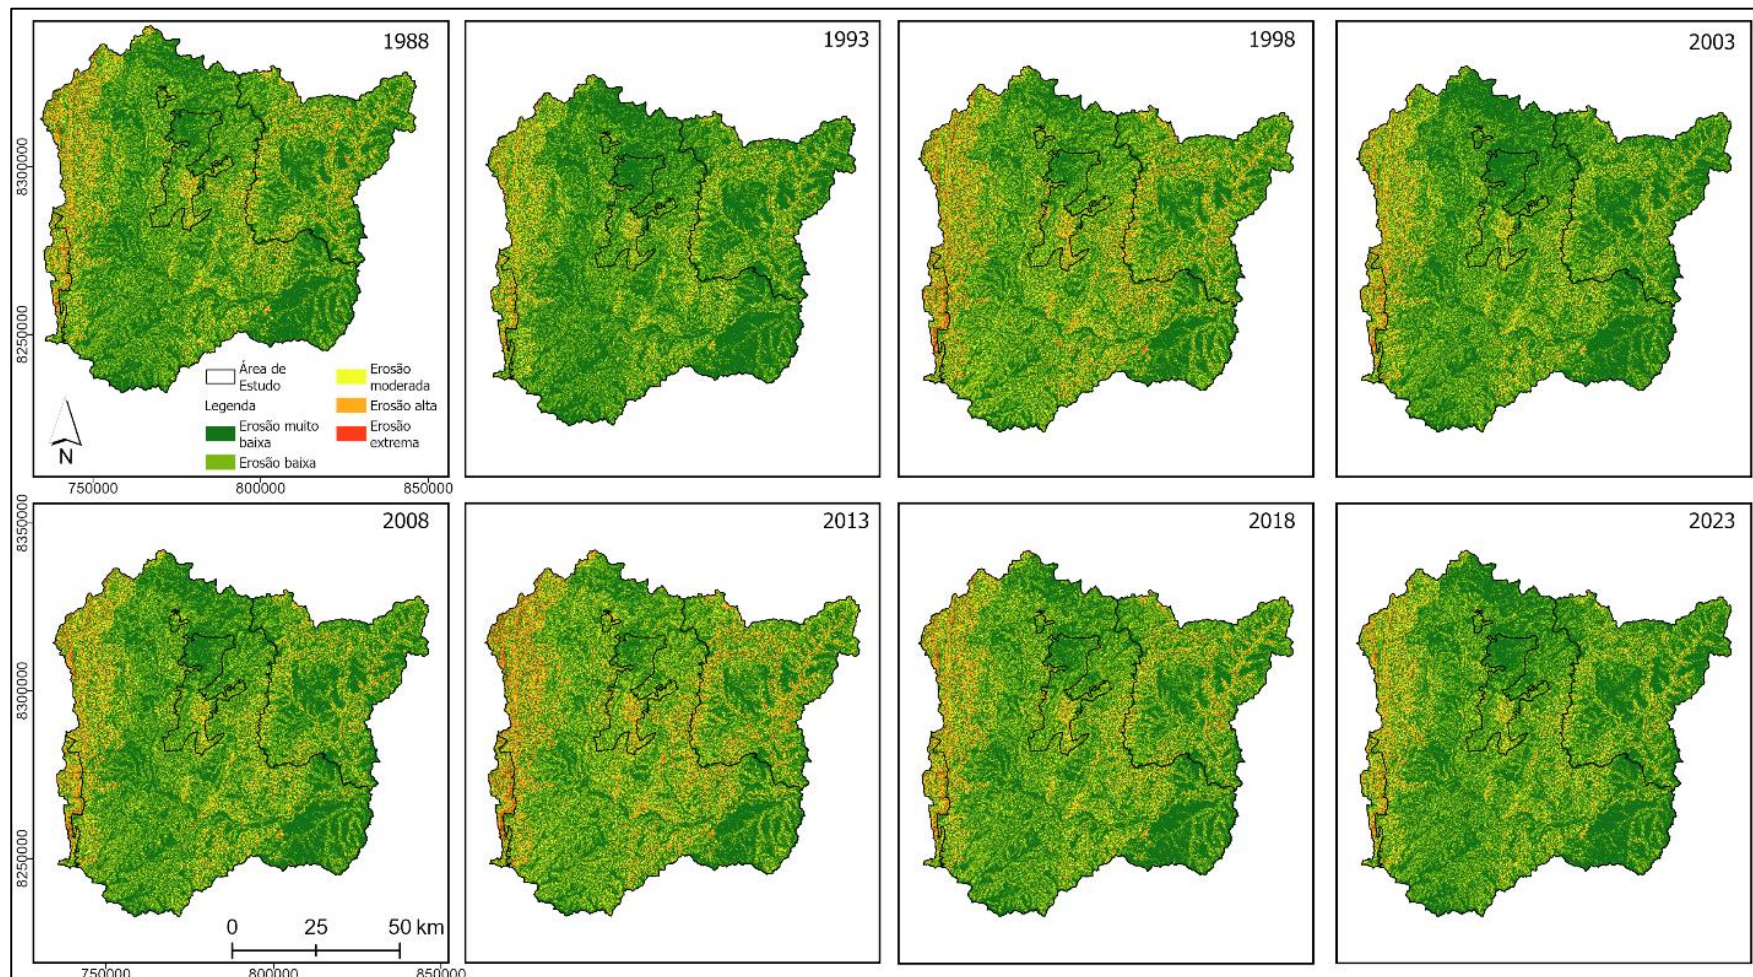 1988
1993
1998
2003
8300000
8250000
Área de
Estudo
Legenda
Erosão muito
baixa
Erosão baixa
Erosão
moderada
Erosão alta
Erosão
extrema
N
750000
800000
850000
2008
2013
2018
2023
8350000
8300000
8250000
0
25
50 km
750000
800000
850000